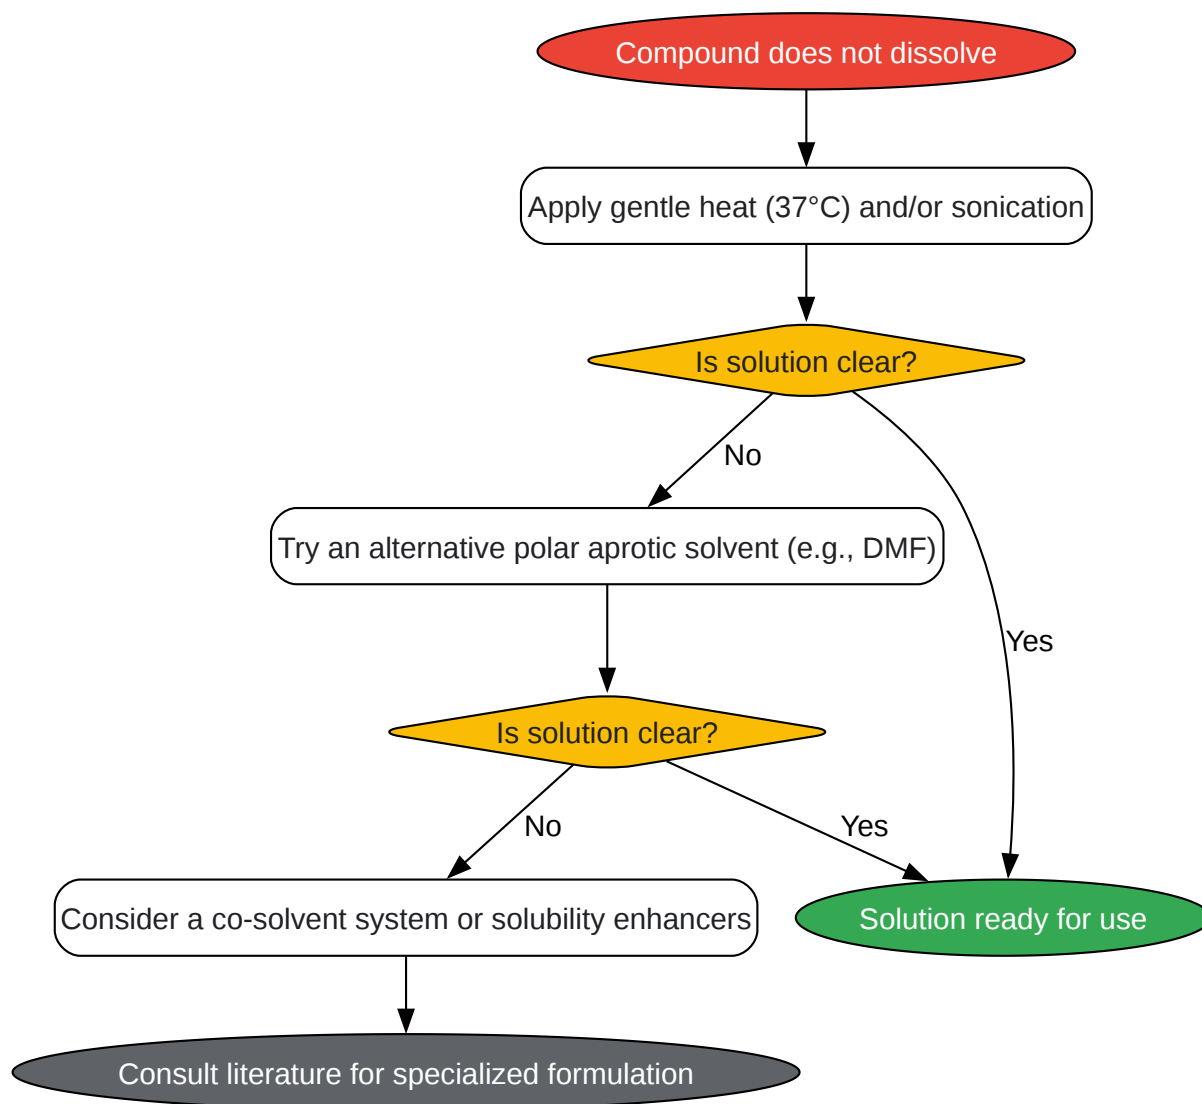 Compound does not dissolve
Apply gentle heat (37°C) and/or sonication
Is solution clear?
No
Try an alternative polar aprotic solvent (e.g., DMF)
Yes
Is solution clear?
No
Yes
Consider a co-solvent system or solubility enhancers
Solution ready for use
Consult literature for specialized formulation